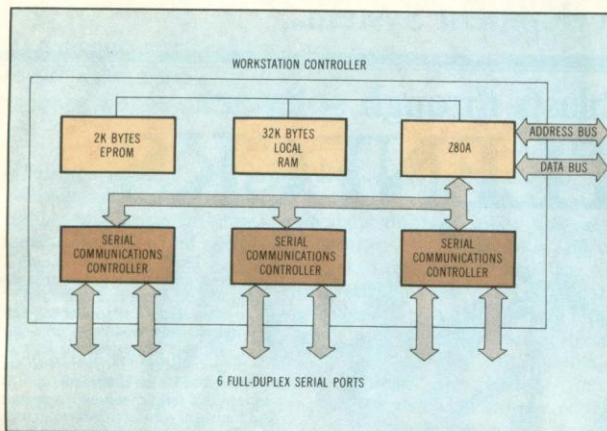 WORKSTATION CONTROLLER
2K BYTES
EPROM
32K BYTES
LOCAL
RAM
Z80A
ADDRESS BUS
DATA BUS
SERIAL
COMMUNICATIONS
CONTROLLER
SERIAL
COMMUNICATIONS
CONTROLLER
SERIAL
COMMUNICATIONS
CONTROLLER
6 FULL-DUPLEX SERIAL PORTS